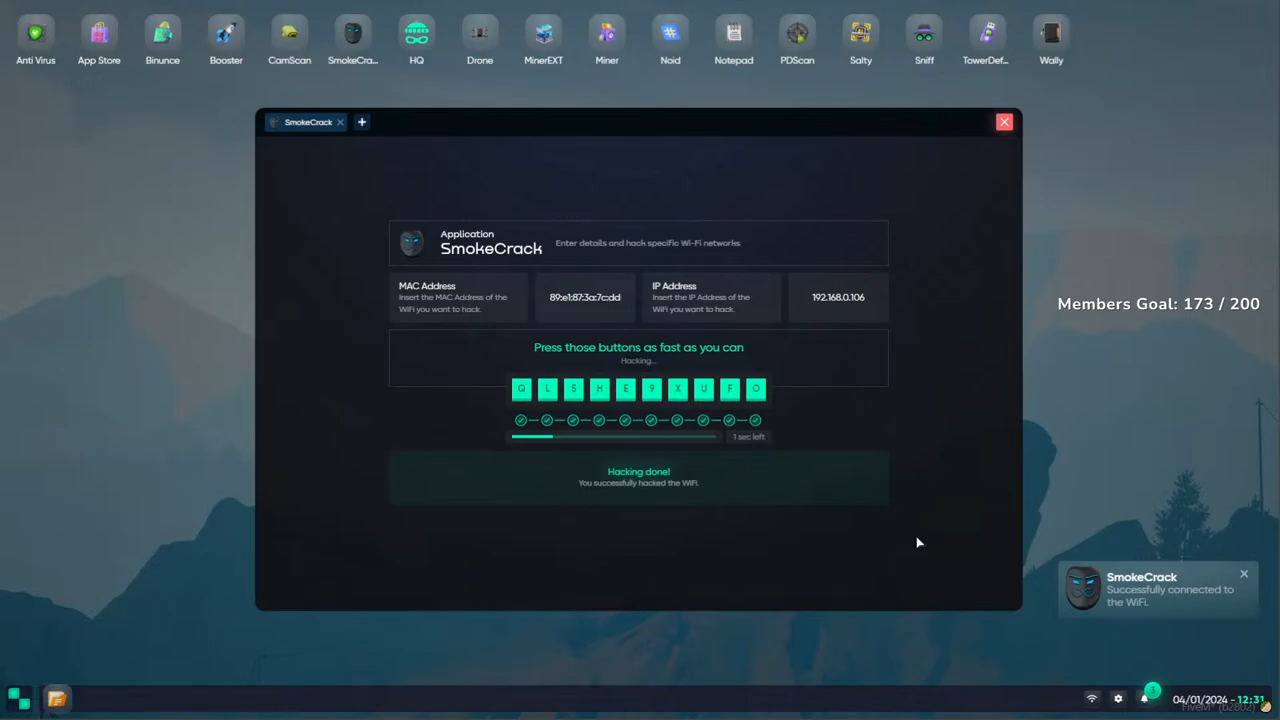 Anti Virus
App Store
Binunce
Booster
CamScan
SmokeCra...
HQ
Drone
MinerEXT
Miner
Noid
Notepad
PDScan
Salty
Sniff
TowerDef...
Wally
SmokeCrack
Application
SmokeCrack
Enter details and hack specific Wi-Fi networks
MAC Address
Insert the MAC Address of the
WiFi you want to hack.
89:e1:87:3a:7c:dd
IP Address
Insert the IP Address of the
WiFi you want to hack.
192.168.0.106
Members Goal: 173 / 200
Press those buttons as fast as you can
Hacking...
Q L 5 H E 9 X U F O
1 sec left
Hacking done!
You successfully hacked the WiFi.
SmokeCrack
Successfully connected to
the WiFi.
3
04/01/2024 - 12:31
FiveM® (b2802)